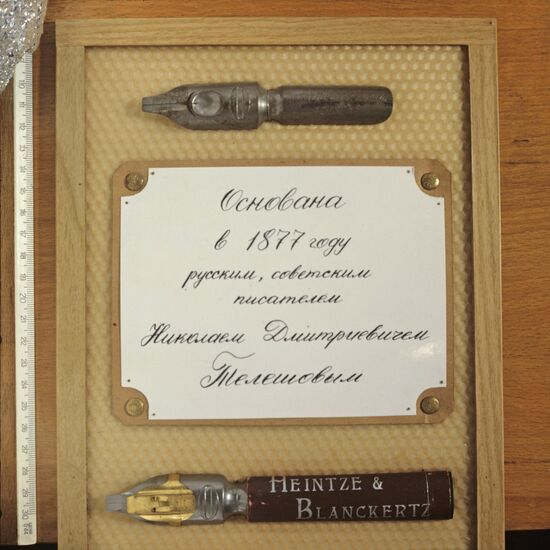 Основана
в 1877 году
русским, советским
писателем
Николаем Дмитриевичем
Телешовым
HEINTZE &
BLANCKERTZ